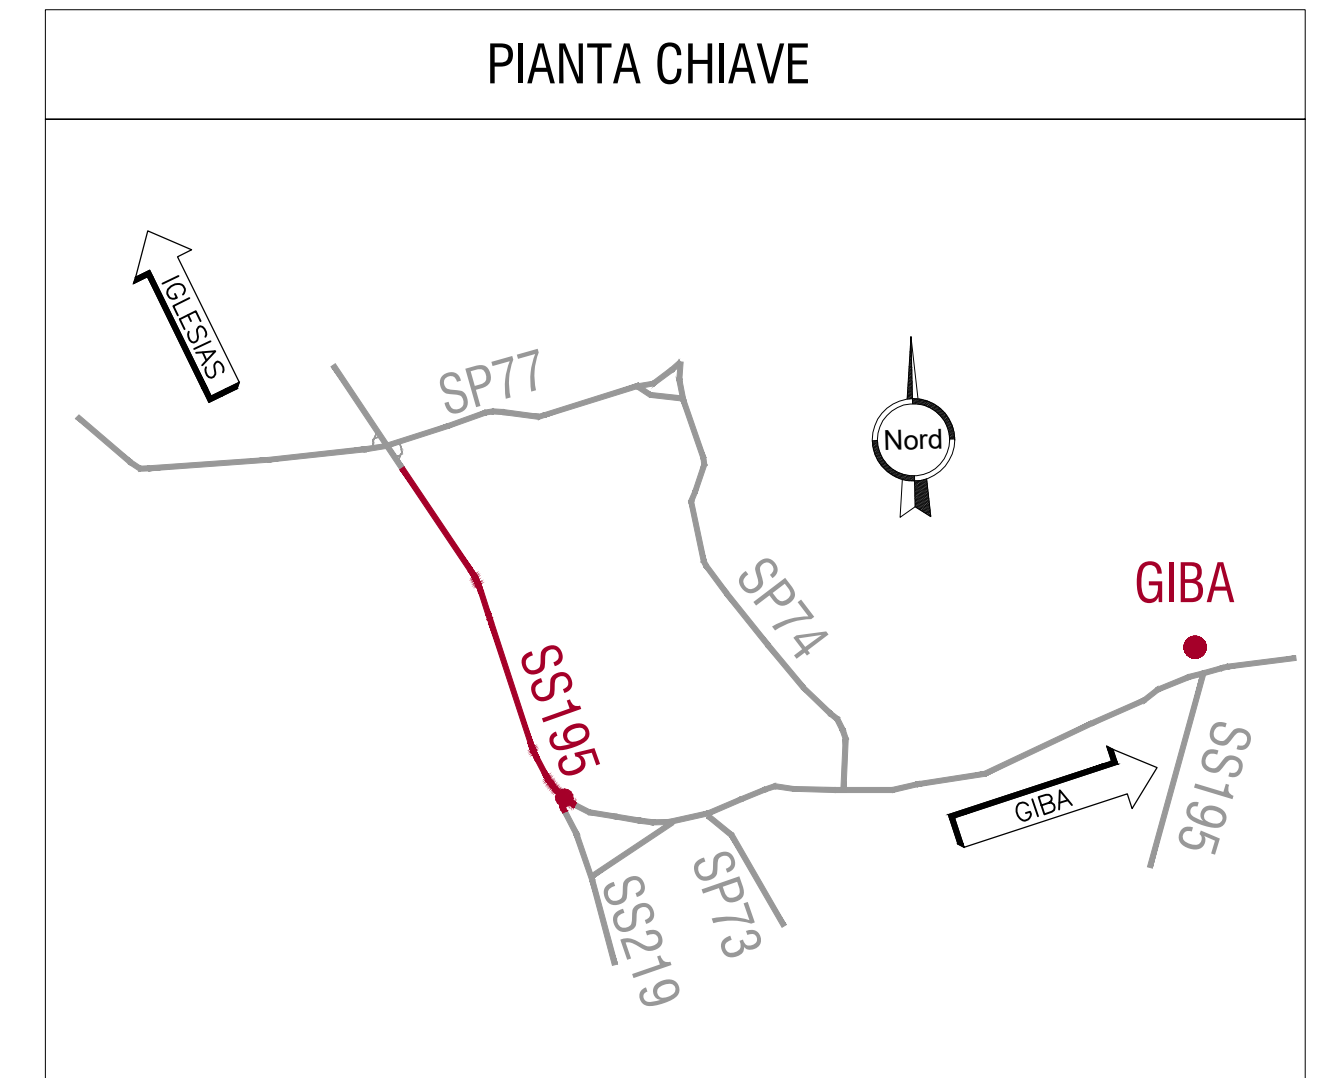 PIANTA CHIAVE
IGLESIAS
SP77
Nord
SP74
GIBA
SS195
SS195
GIBA
SP73
SS219